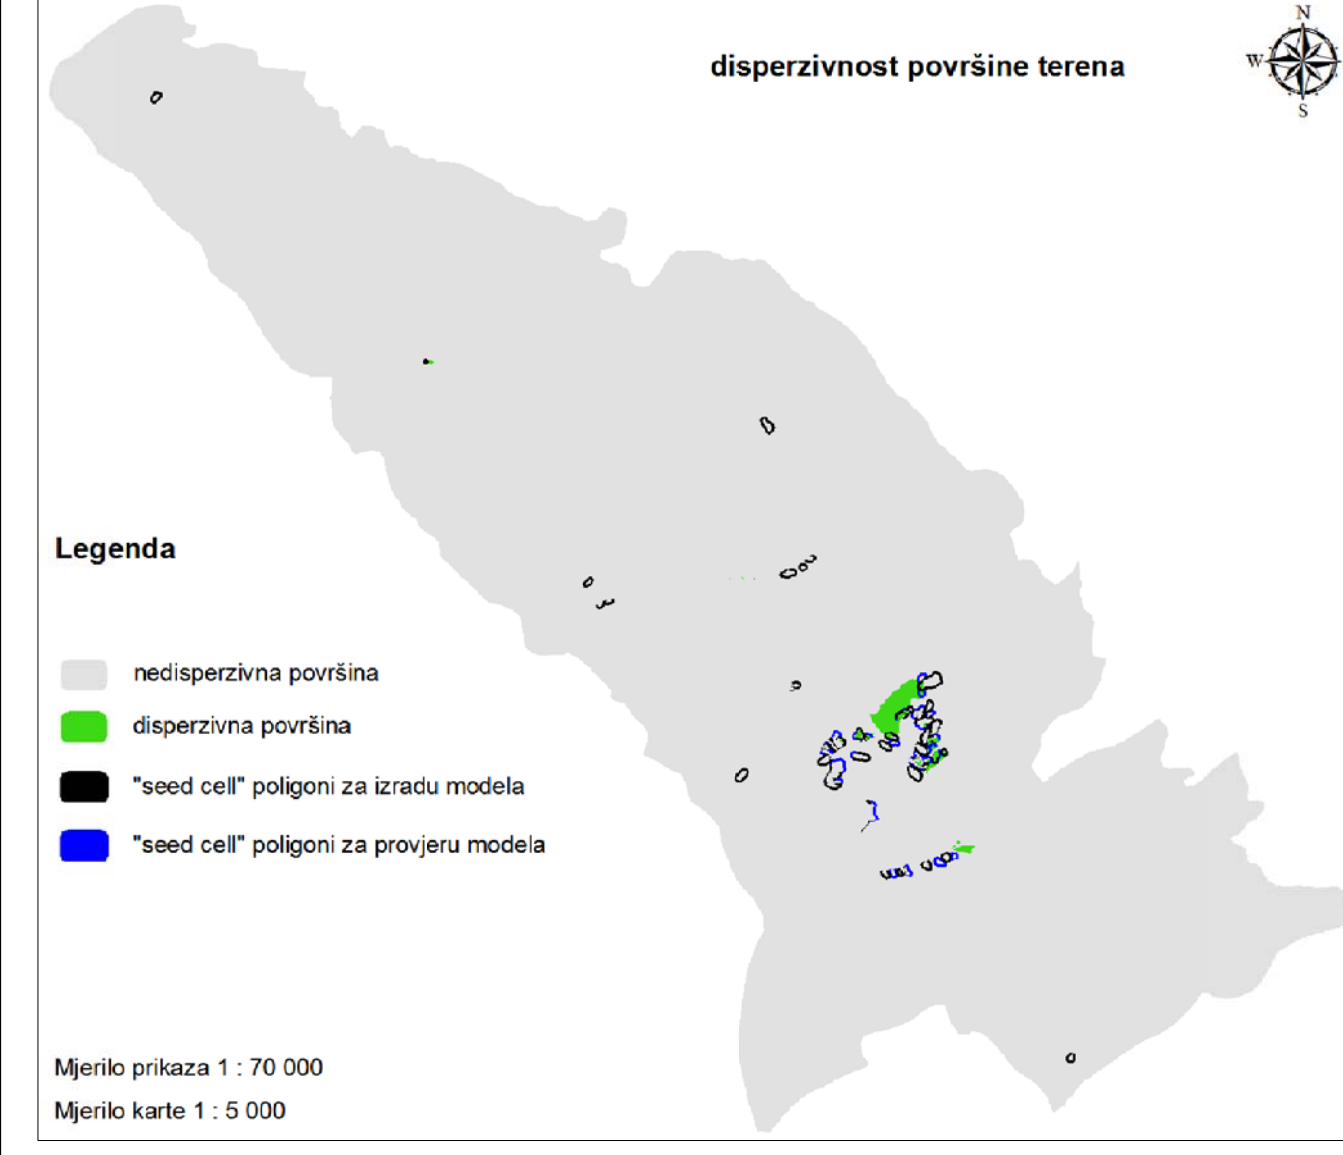 disperzivnost površine terena
N
W
S
Legenda
nedisperzivna površina
disperzivna površina
"seed cell" poligoni za izradu modela
"seed cell" poligoni za provjeru modela
Mjerilo prikaza 1 : 70 000
Mjerilo karte 1 : 5 000